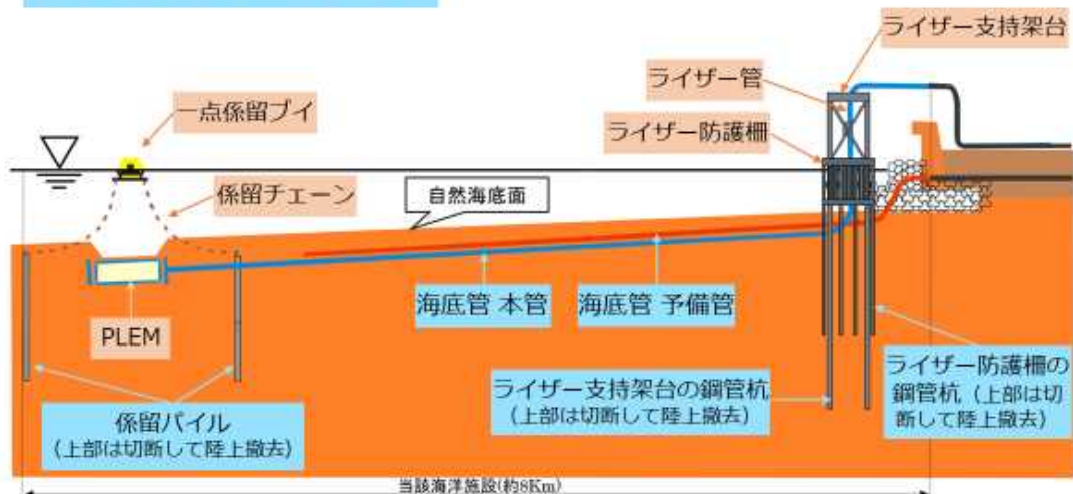 ライザー支持架台
ライザー管
一点係留ブイ
ライザー防護柵
係留チェーン
自然海底面
海底管 本管
海底管 予備管
PLEM
ライザー防護柵の
鋼管杭（上部は切
断して陸上撤去）
ライザー支持架台の鋼管杭
（上部は切断して陸上撤去）
係留パイル
（上部は切断して陸上撤去）
当該海洋施設(約8Km)